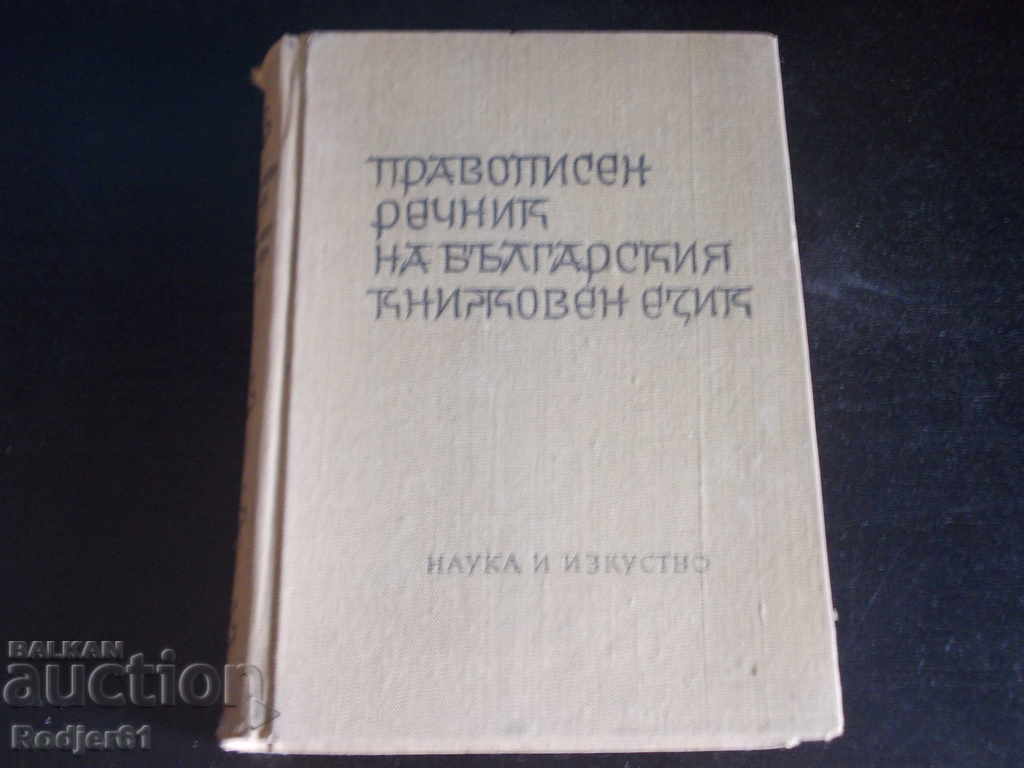 ПРАВОПИСЕН
РЕЧНИК
НА БЪЛГАРСКИЯ
КНИЖОВЕН ЕЗИК
НАУКА И ИЗКУСТВО
BALKAN
auction
Rodjer61